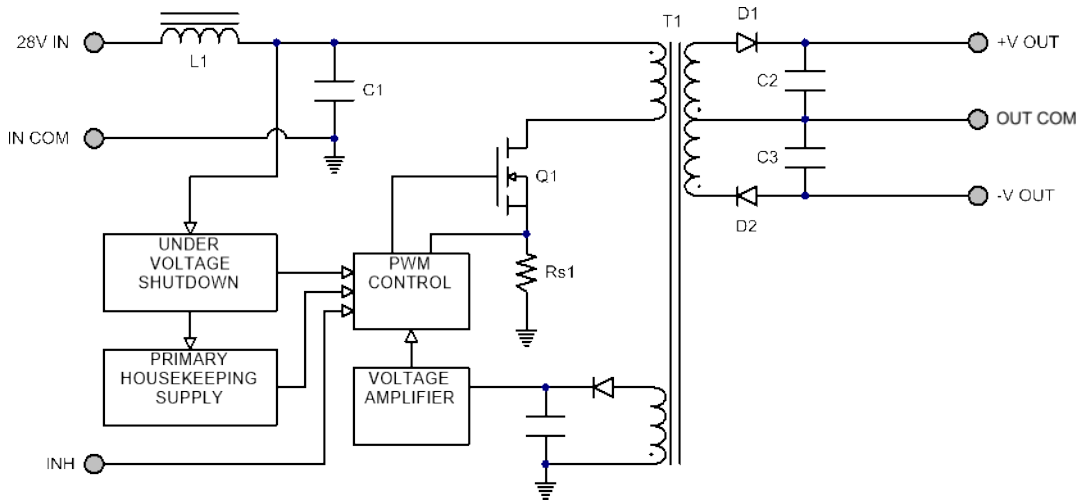 T1
D1
28V IN
+V OUT
L1
C1
C2
IN COM
OUT COM
Q1
C3
-V OUT
D2
UNDER
VOLTAGE
SHUTDOWN
PWM
CONTROL
Rs1
PRIMARY
HOUSEKEEPING
SUPPLY
VOLTAGE
AMPLIFIER
INH